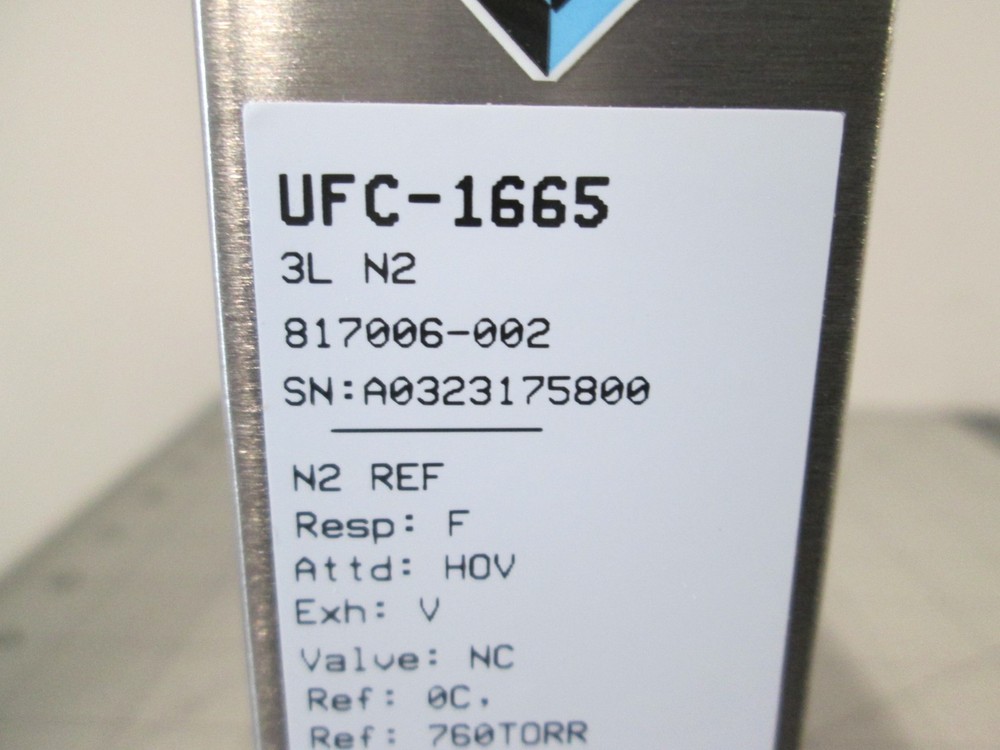 UFC-1665
3L N2
817006-002
SN:A0323175800
N2 REF
Resp: F
Attd: HOV
Exh: V
Valve: NC
Ref: 0C.
Ref: 760TORR